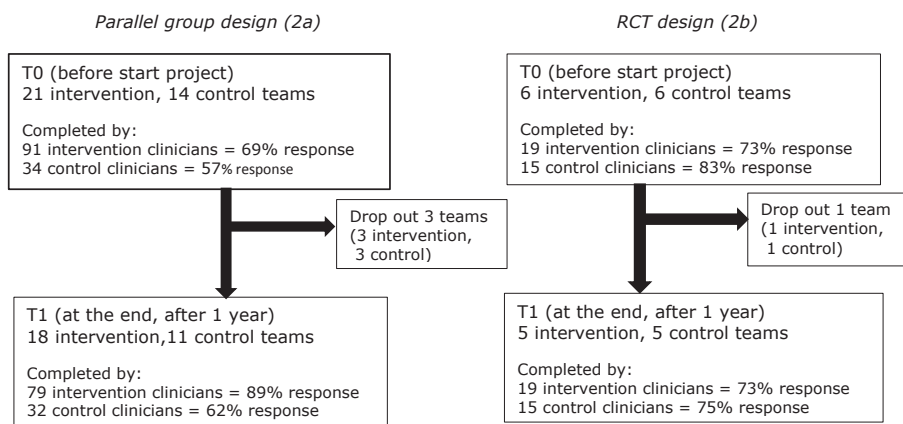 Parallel group design (2a)
T0 (before start project)
21 intervention, 14 control teams
Completed by:
91 intervention clinicians = 69% response
34 control clinicians = 57% response
Drop out 3 teams
(3 intervention,
3 control)
T1 (at the end, after 1 year)
18 intervention,11 control teams
Completed by:
79 intervention clinicians = 89% response
32 control clinicians = 62% response
RCT design (2b)
T0 (before start project)
6 intervention, 6 control teams
Completed by:
19 intervention clinicians = 73% response
15 control clinicians = 83% response
Drop out 1 team
(1 intervention,
1 control)
T1 (at the end, after 1 year)
5 intervention, 5 control teams
Completed by:
19 intervention clinicians = 73% response
15 control clinicians = 75% response